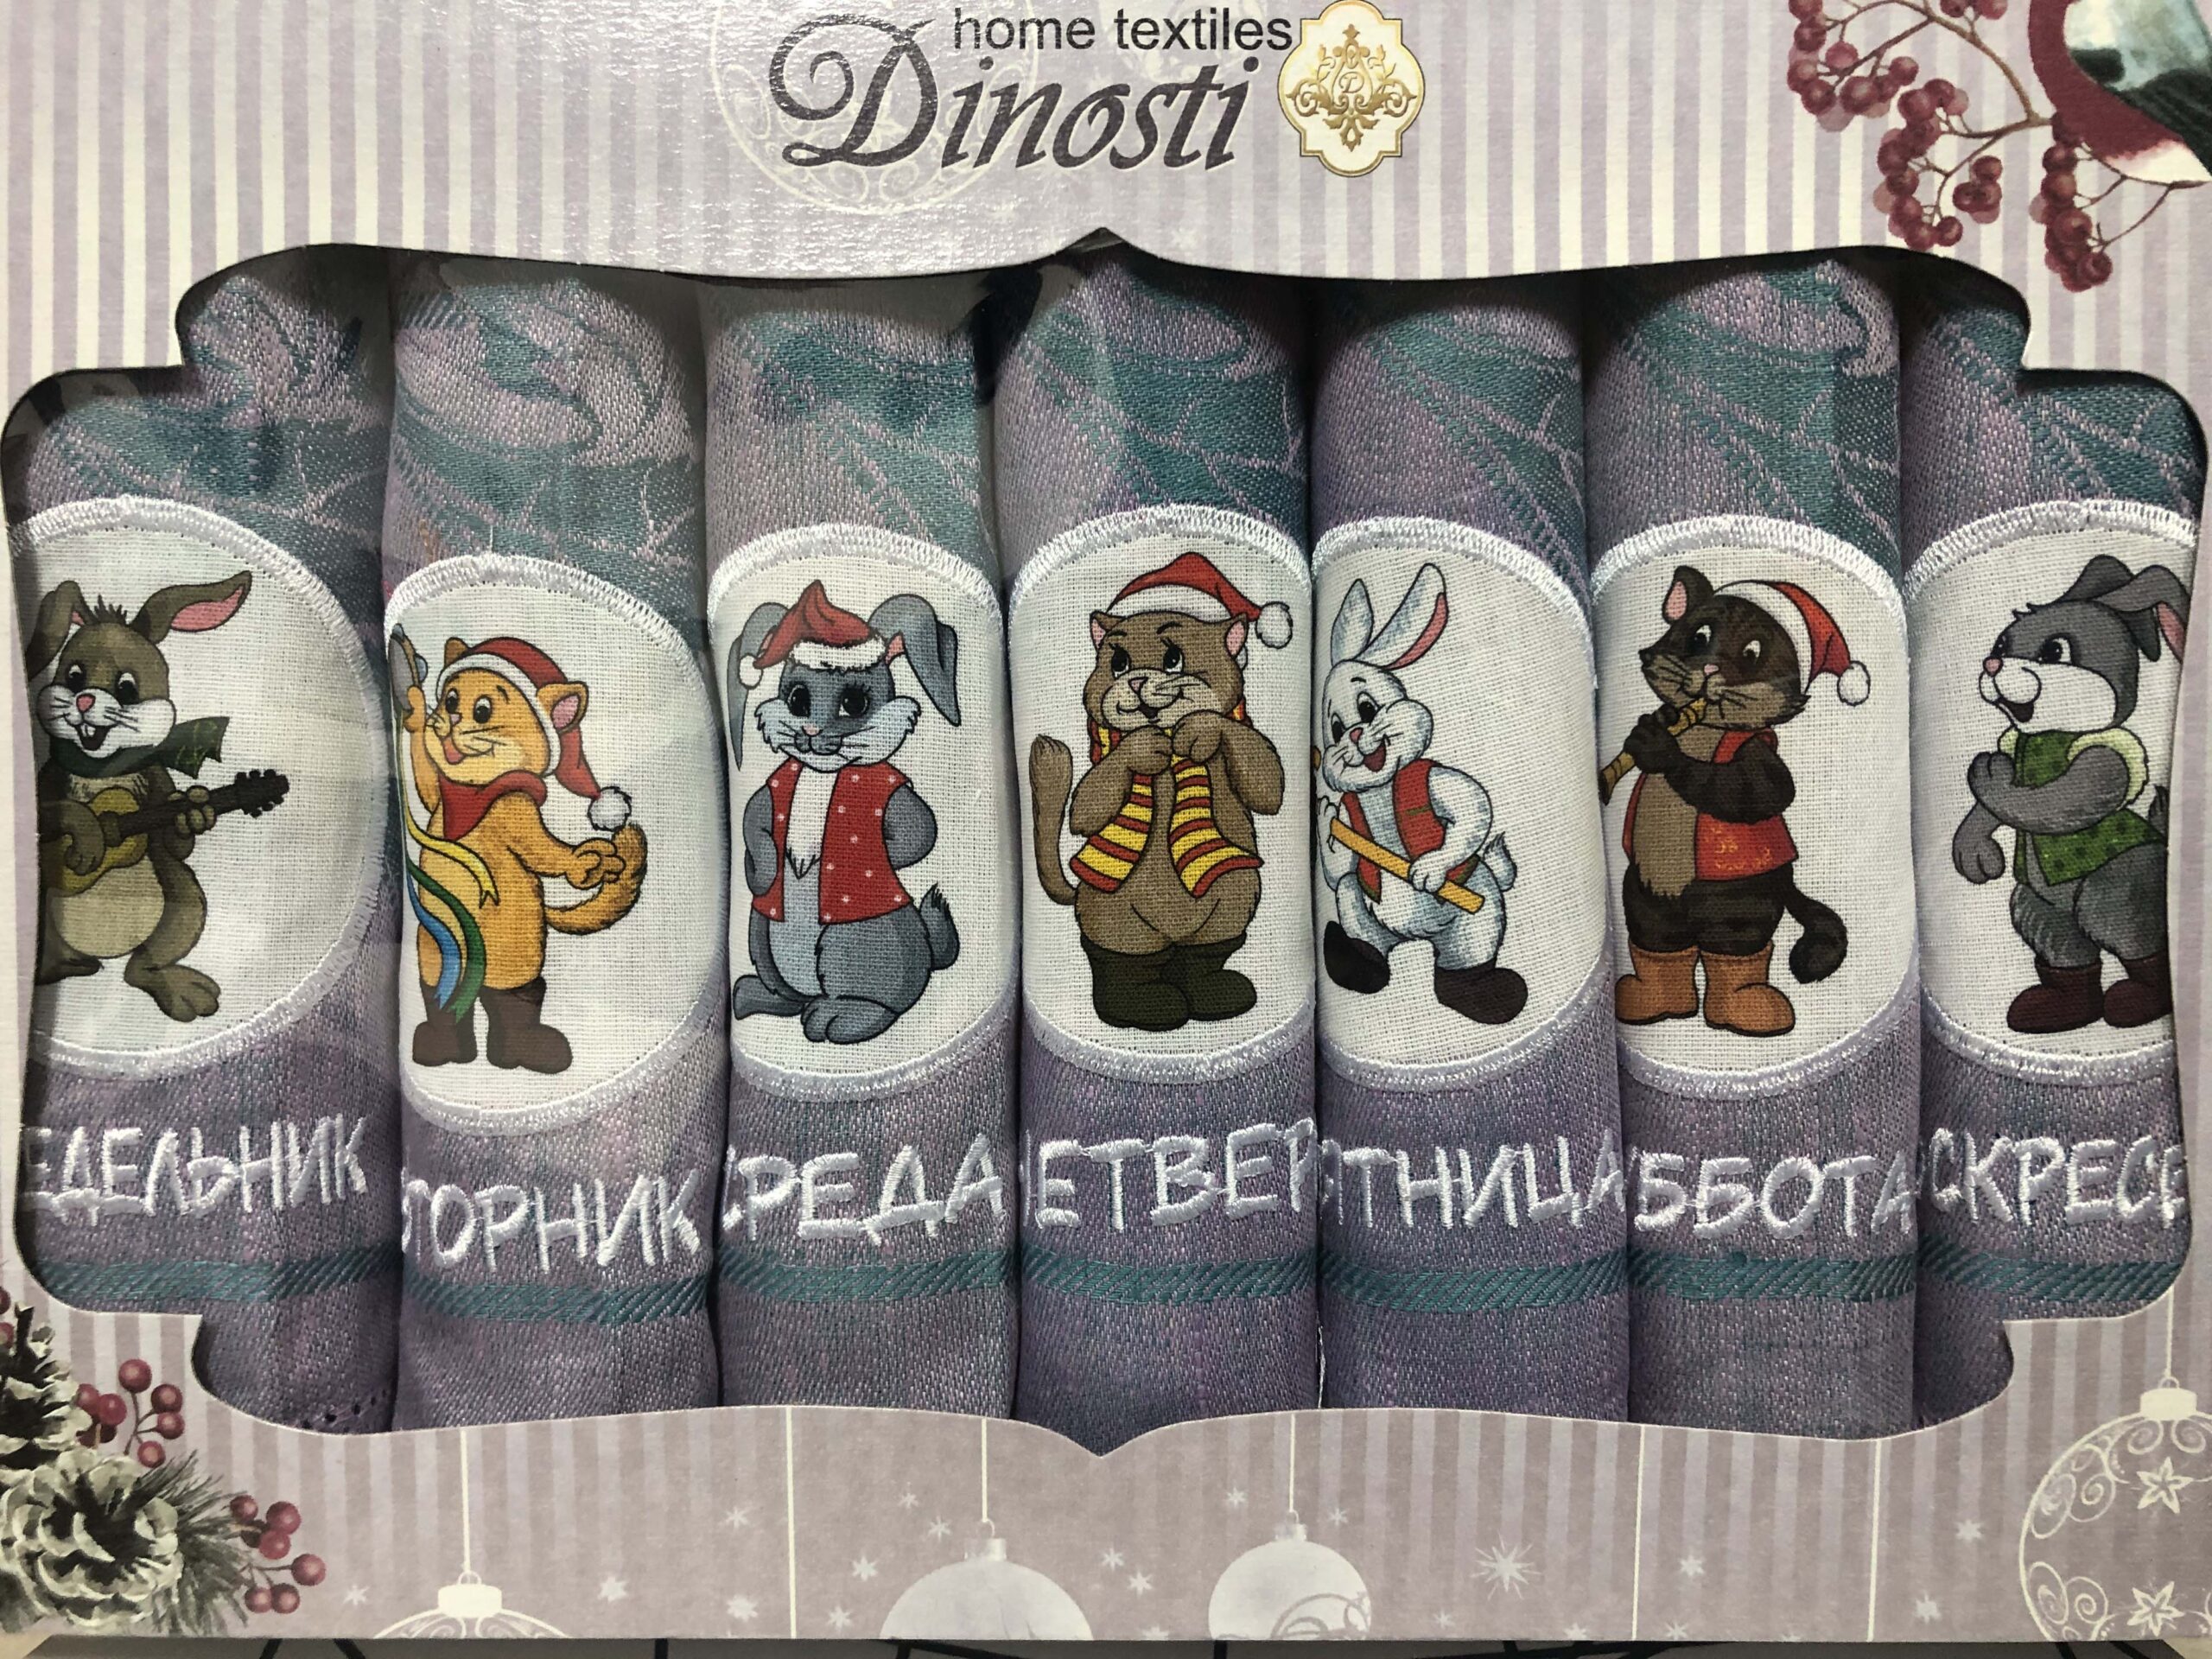 home textiles
Dinosti
ЕДЕЛЬНИК
ТОРНИК
РЕДА
ЕТВЕР
ЯТНИЦА
ББОТА
СКРЕСЕ